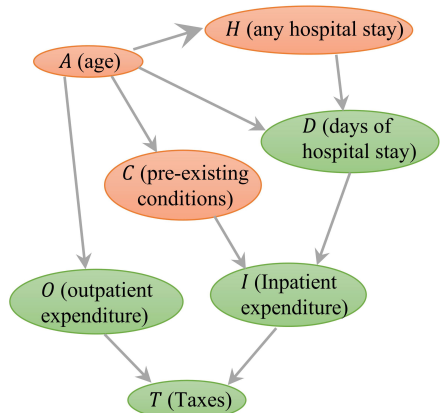 H (any hospital stay)
A (age)
D (days of
hospital stay)
C (pre-existing
conditions)
O (outpatient
expenditure)
I (Inpatient
expenditure)
T (Taxes)